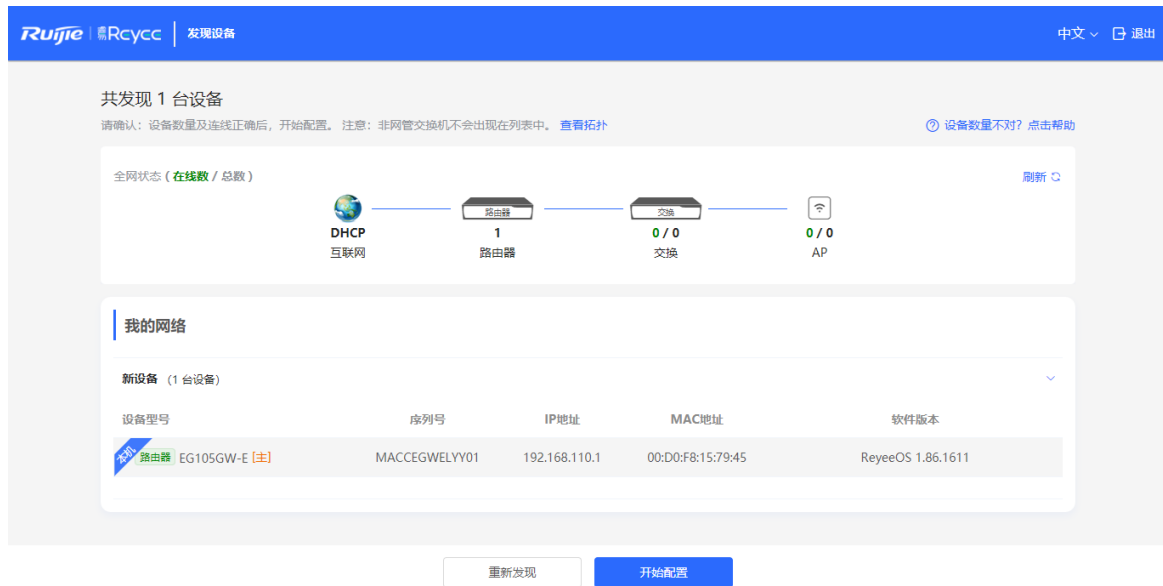 Ruijie 睿易 Reyee 发现设备 中文 退出
共发现 1 台设备
请确认：设备数量及连线正确后，开始配置。 注意：非网管交换机不会出现在列表中。 查看拓扑 设备数量不对？点击帮助
全网状态 ( 在线数 / 总数 ) 刷新
路由器 交换
DHCP 1 0 / 0 0 / 0
互联网 路由器 交换 AP
我的网络
新设备 （1 台设备）
设备型号 序列号 IP地址 MAC地址 软件版本
本机 路由器 EG105GW-E [主] MACCEGWELYY01 192.168.110.1 00:D0:F8:15:79:45 ReyeeOS 1.86.1611
重新发现 开始配置